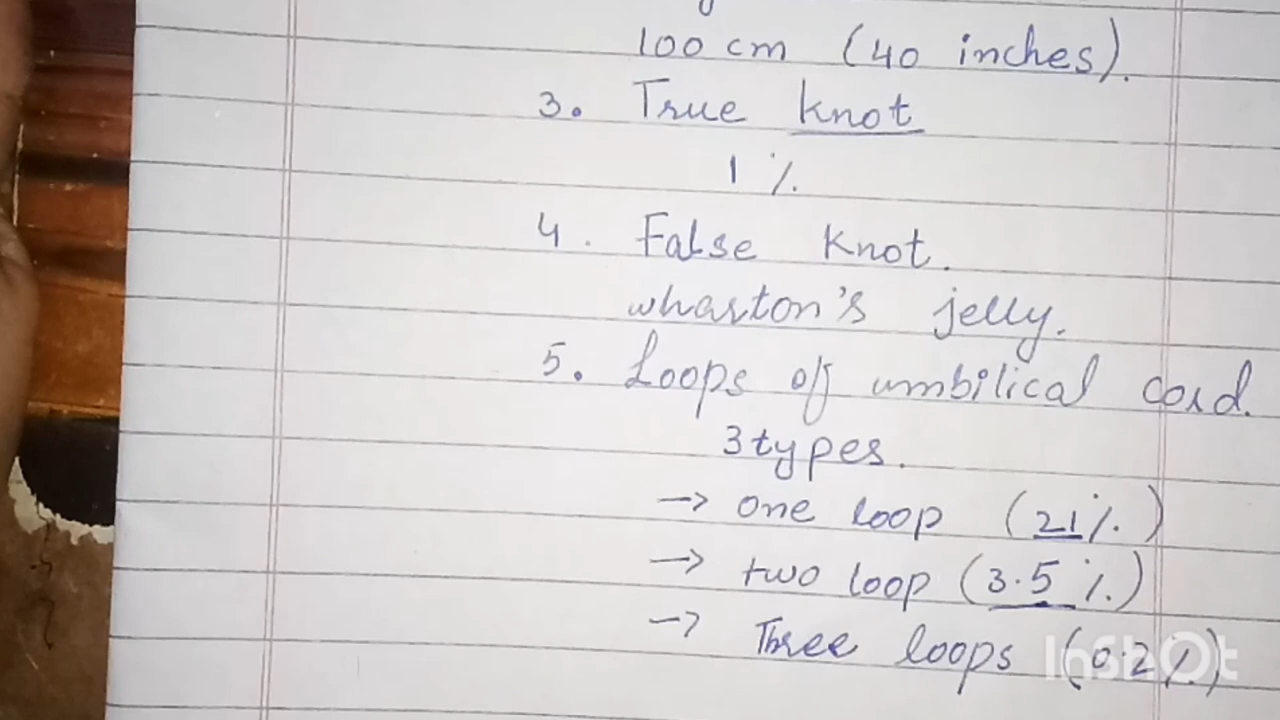 100 cm (40 inches).
3. True knot
1 %.
4. False Knot.
wharton's jelly.
5. Loops of umbilical cord.
3 types.
→ One loop (21%.)
→ two loop (3.5 %.)
→ Three loops (0.2%.)
InShOt